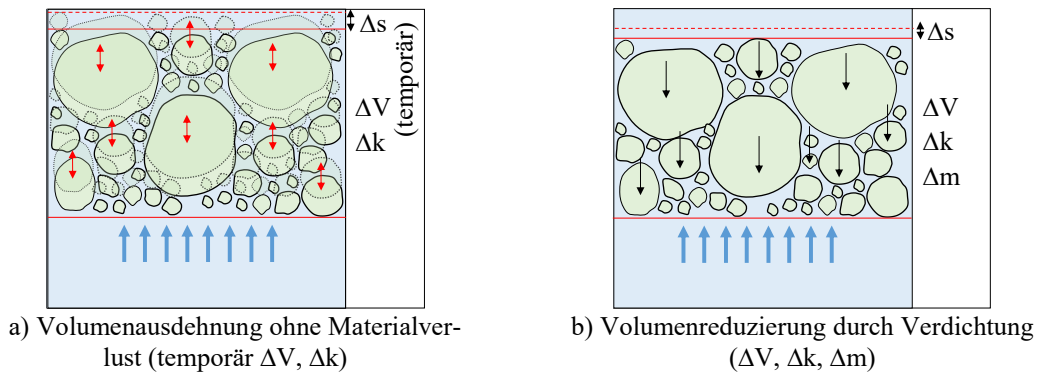 Δs
ΔV
Δk
(temporär)
a) Volumenausdehnung ohne Materialver-
lust (temporär ΔV, Δk)
Δs
ΔV
Δk
Δm
b) Volumenreduzierung durch Verdichtung
(ΔV, Δk, Δm)